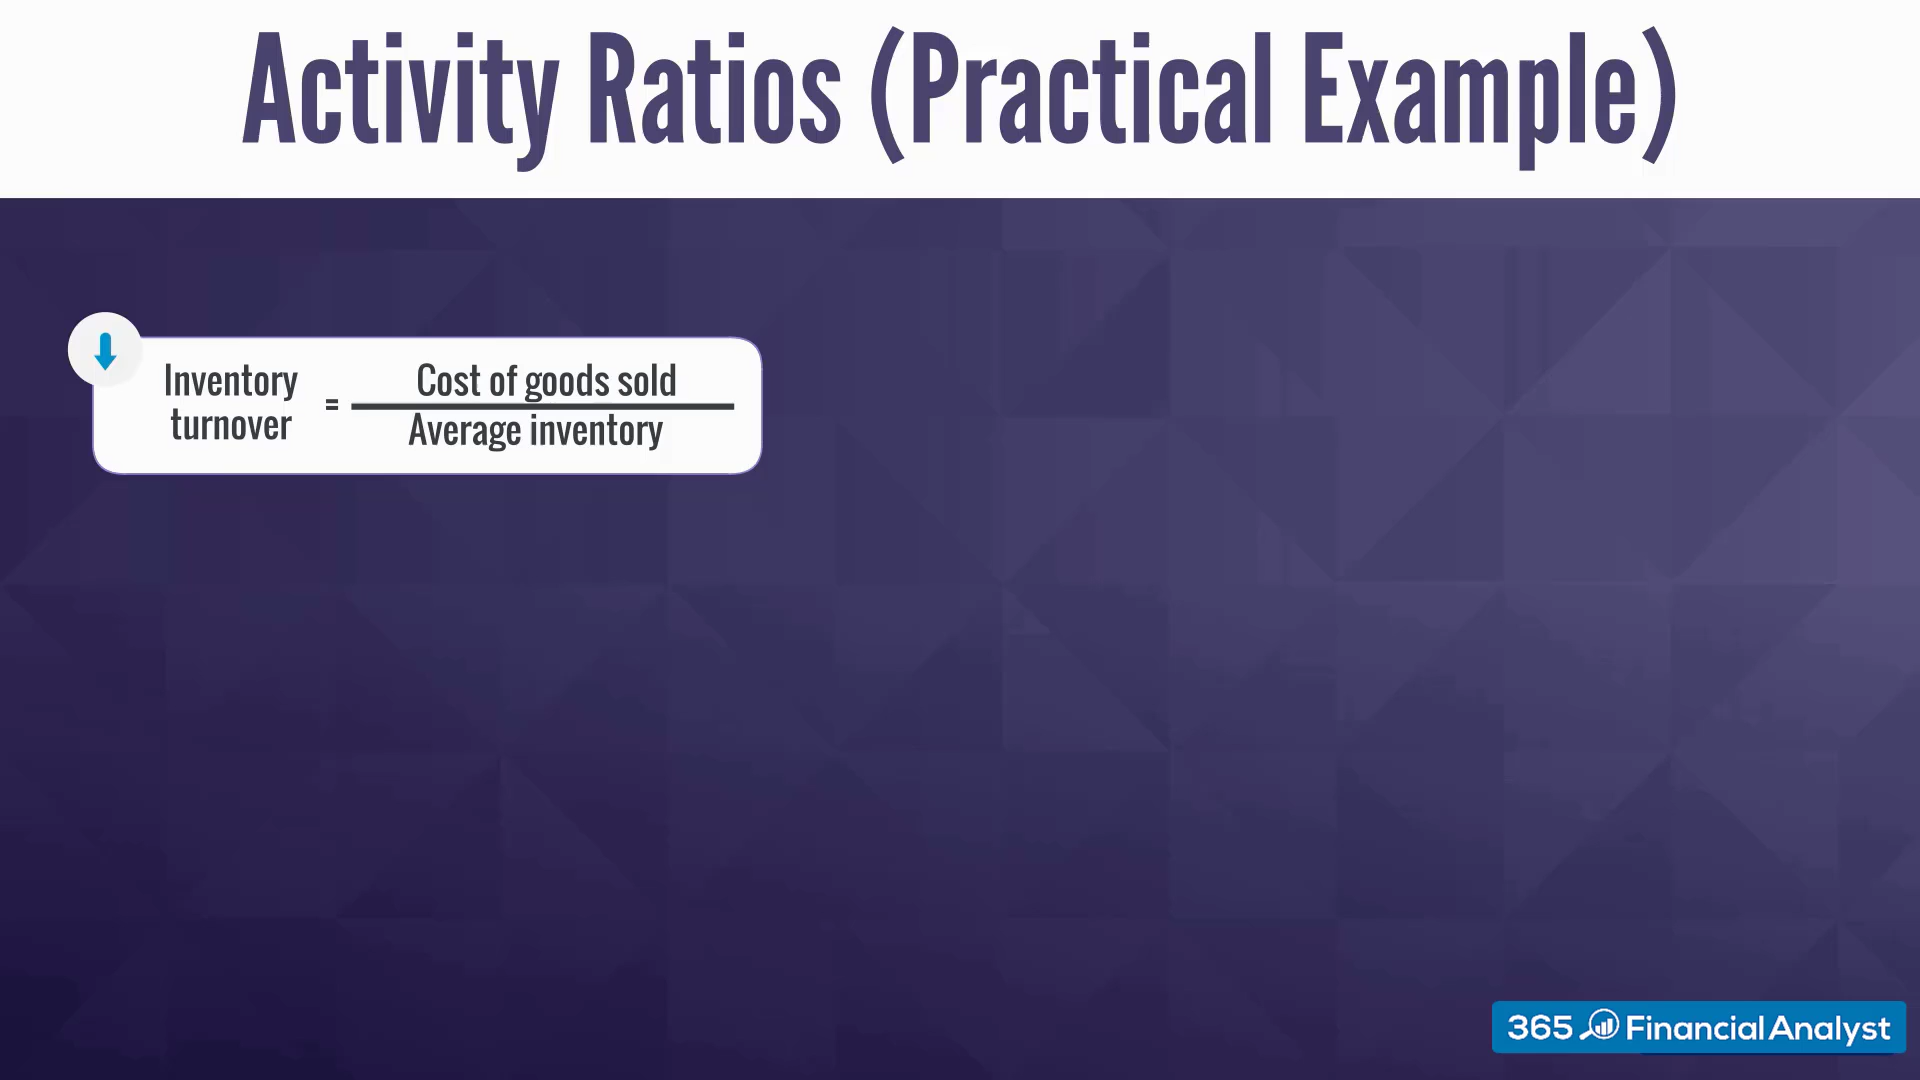 Activity Ratios (Practical Example)
Inventory
turnover
=
Cost of goods sold
Average inventory
365 Financial Analyst